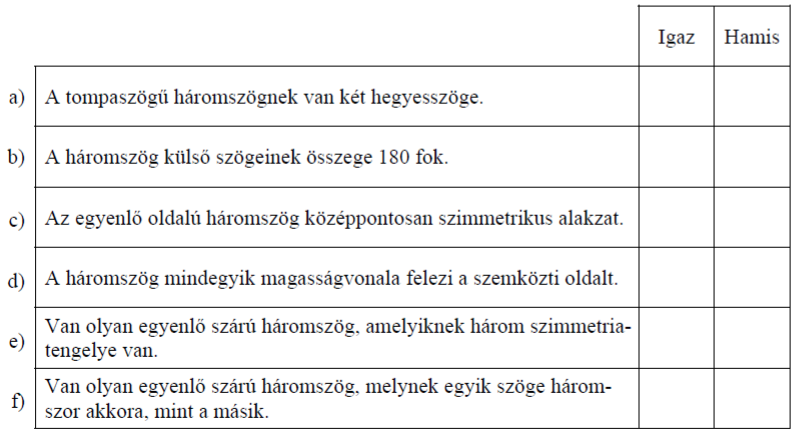 Igaz Hamis
a) A tompaszögű háromszögnek van két hegyesszöge.
b) A háromszög külső szögeinek összege 180 fok.
c) Az egyenlő oldalú háromszög középpontosan szimmetrikus alakzat.
d) A háromszög mindegyik magasságvonala felezi a szemközti oldalt.
e) Van olyan egyenlő szárú háromszög, amelyiknek három szimmetria-
tengelye van.
f) Van olyan egyenlő szárú háromszög, melynek egyik szöge három-
szor akkora, mint a másik.